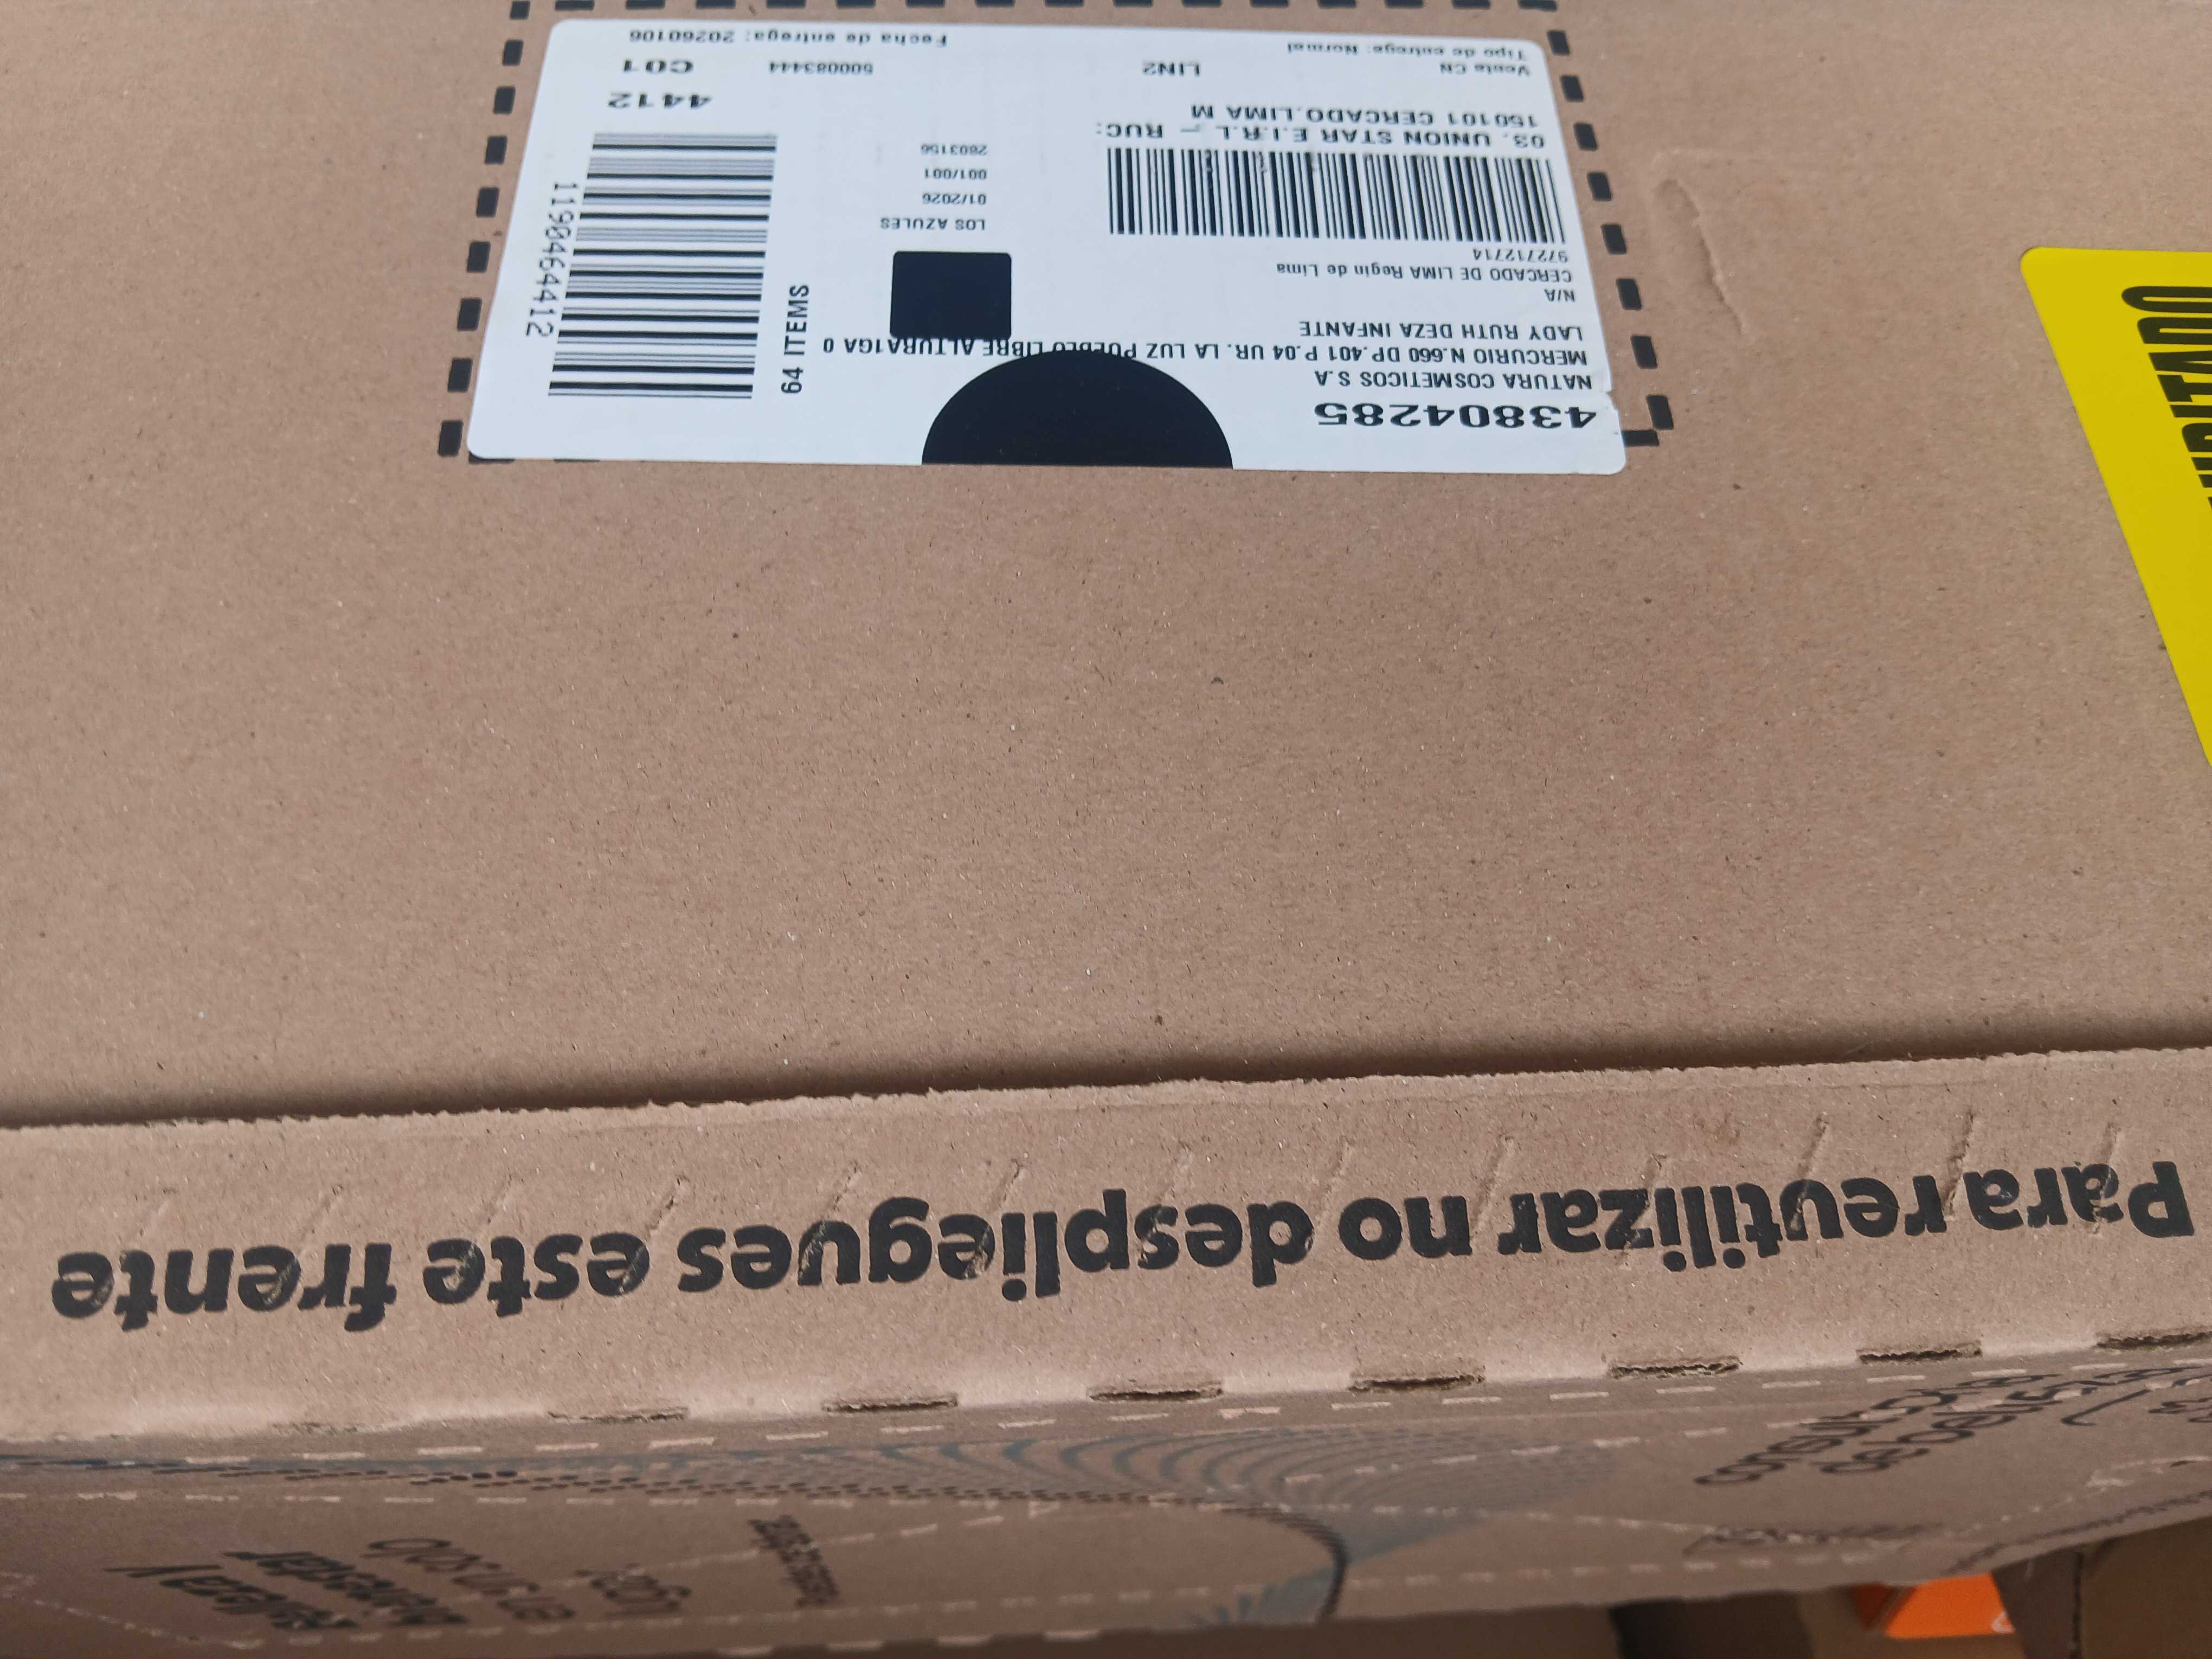 43804285
NATURA COSMETICOS S.A
MERCURIO N.660 DP.401 P.04 UR. LA LUZ PUEBLO LIBRE ALTURA1GA 0
LADY RUTH DEZA INFANTE
N/A
CERCADO DE LIMA Regin de Lima
972712714
64 ITEMS
LOS AZULES
01/2026
001/001
2603156
03. UNION STAR E.I.R.L - RUC:
150101 CERCADO.LIMA M
1190464412
4412
Venta CN LIN2 500083444 C01
Tipo de entrega: Normal Fecha de entrega: 20260106
Para reutilizar no despliegues este frente